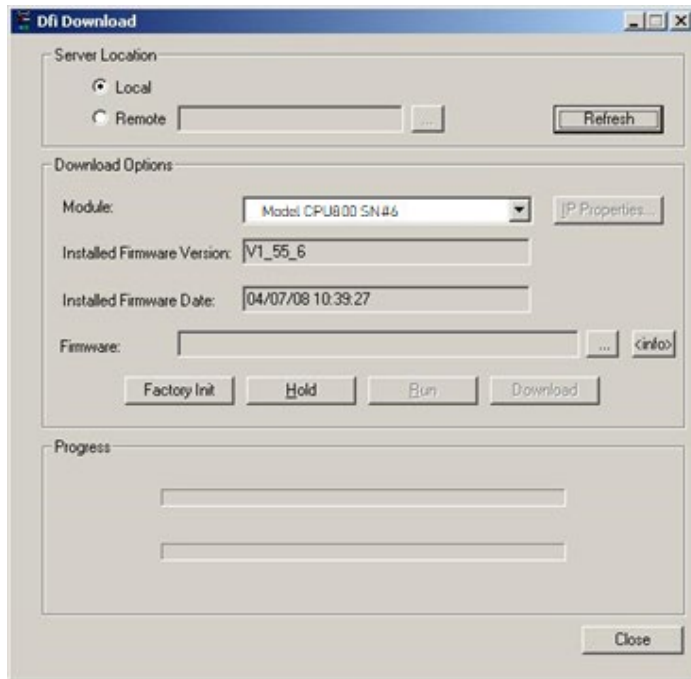 Dfi Download
Server Location
Local
Remote
...
Refresh
Download Options
Module:
Model CPU800 SN#6
IP Properties...
Installed Firmware Version:
V1_55_6
Installed Firmware Date:
04/07/08 10:39:27
Firmware:
...
<info>
Factory Init
Hold
Run
Download
Progress
Close